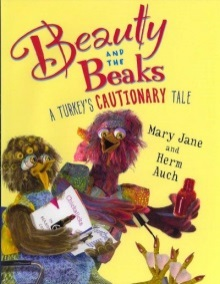 Beauty
AND THE
Beaks
A TURKEY'S CAUTIONARY TALE
Mary Jane
and
Herm
Auch